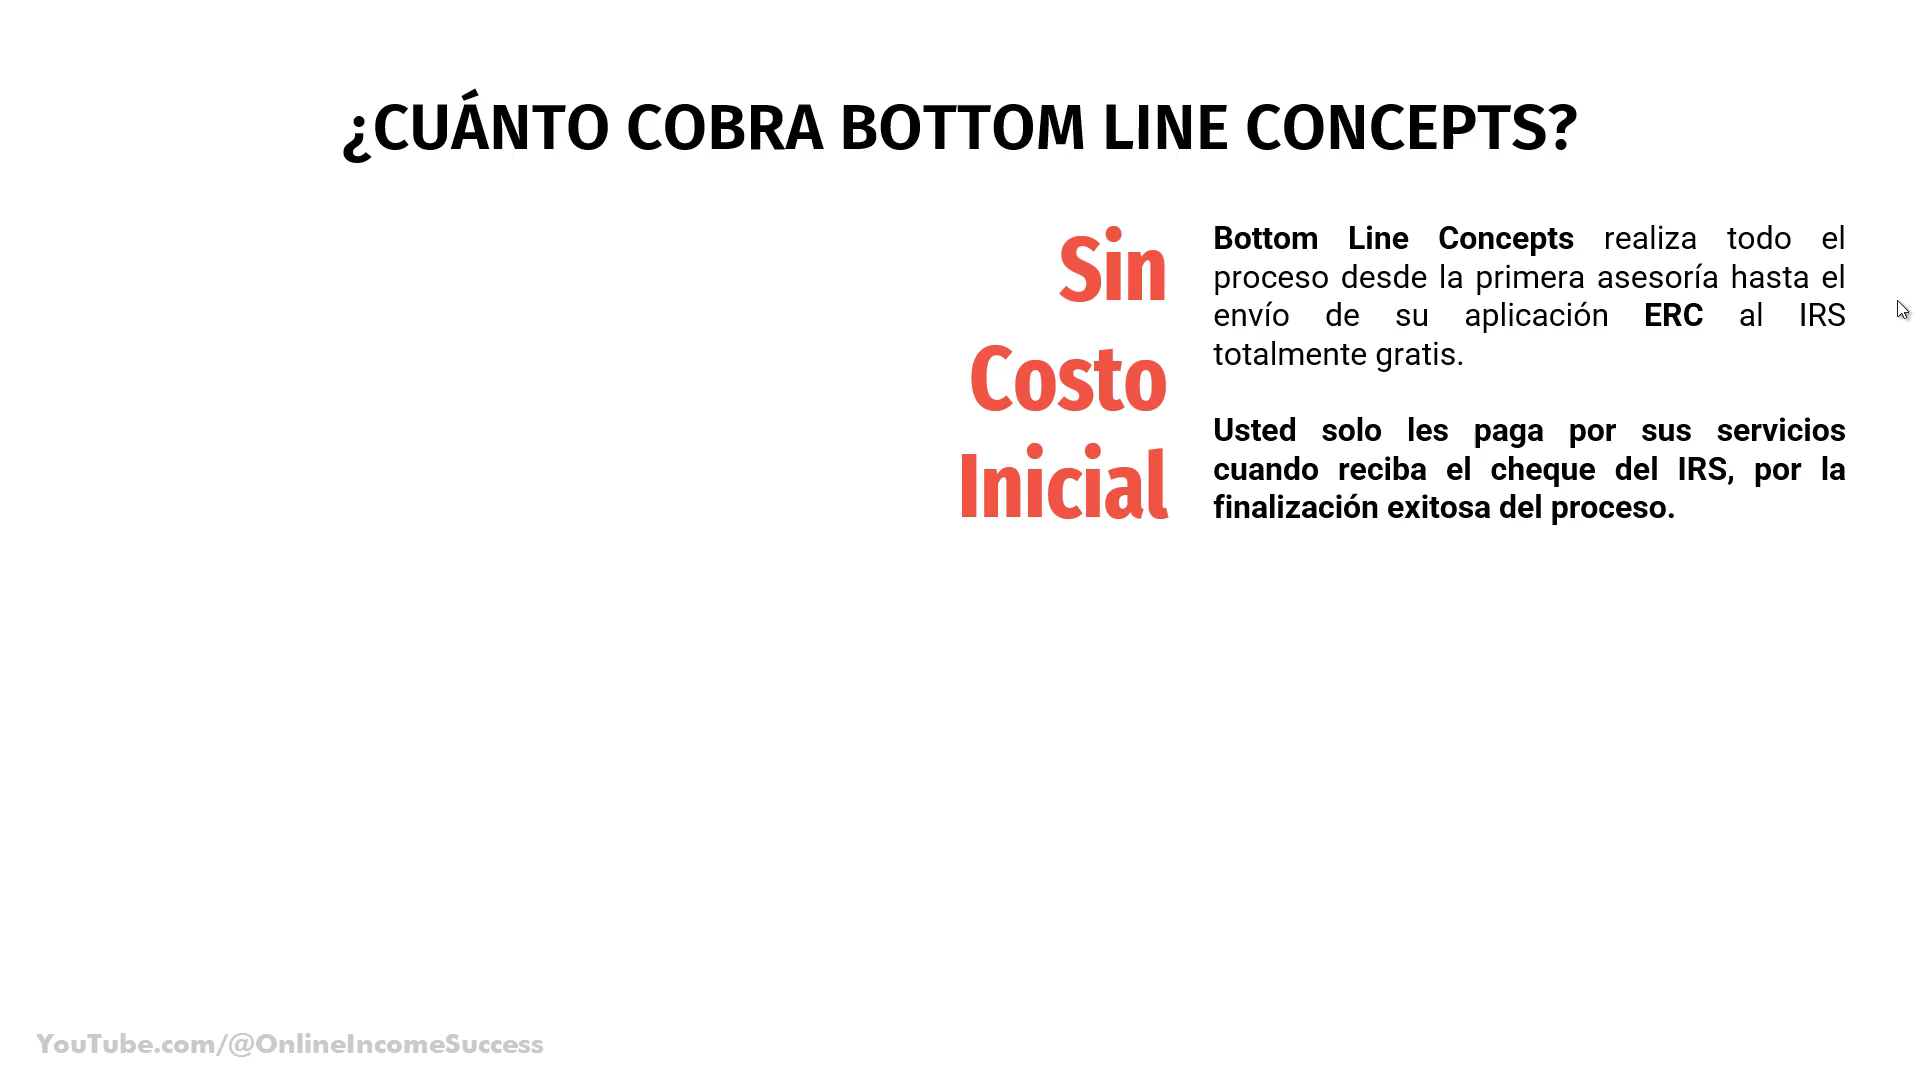 ¿CUÁNTO COBRA BOTTOM LINE CONCEPTS?
Sin
Costo
Inicial
Bottom Line Concepts realiza todo el
proceso desde la primera asesoría hasta el
envío de su aplicación ERC al IRS
totalmente gratis.
Usted solo les paga por sus servicios
cuando reciba el cheque del IRS, por la
finalización exitosa del proceso.
YouTube.com/@OnlineIncomeSuccess